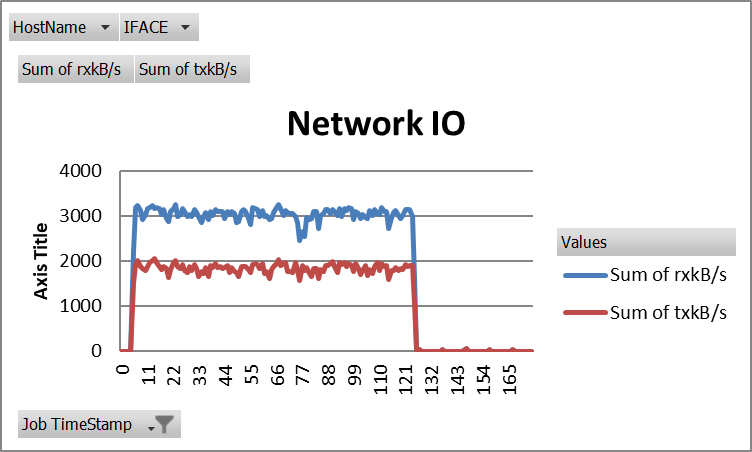 HostName IFACE
Sum of rxkB/s Sum of txkB/s
Network IO
4000
3000
2000
1000
0
Axis Title
0 11 22 33 44 55 66 77 88 99 110 121 132 143 154 165
Values
Sum of rxkB/s
Sum of txkB/s
Job TimeStamp